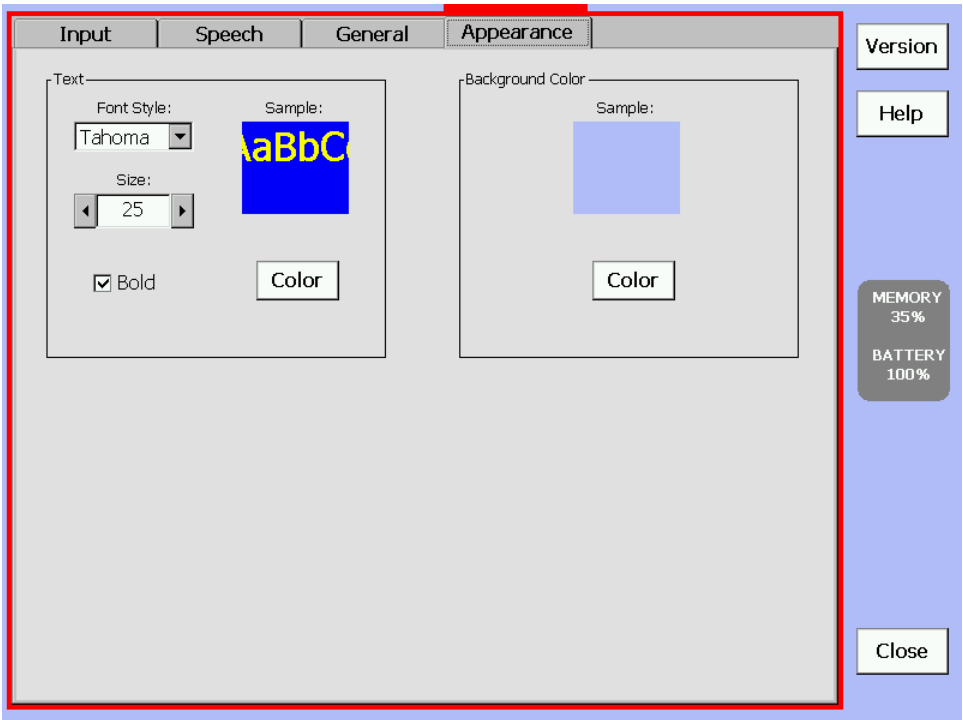 Input Speech General Appearance
Text
Font Style: Sample:
Tahoma
AaBbCc
Size:
25
Bold
Color
Background Color
Sample:
Color
Version
Help
MEMORY
35%
BATTERY
100%
Close